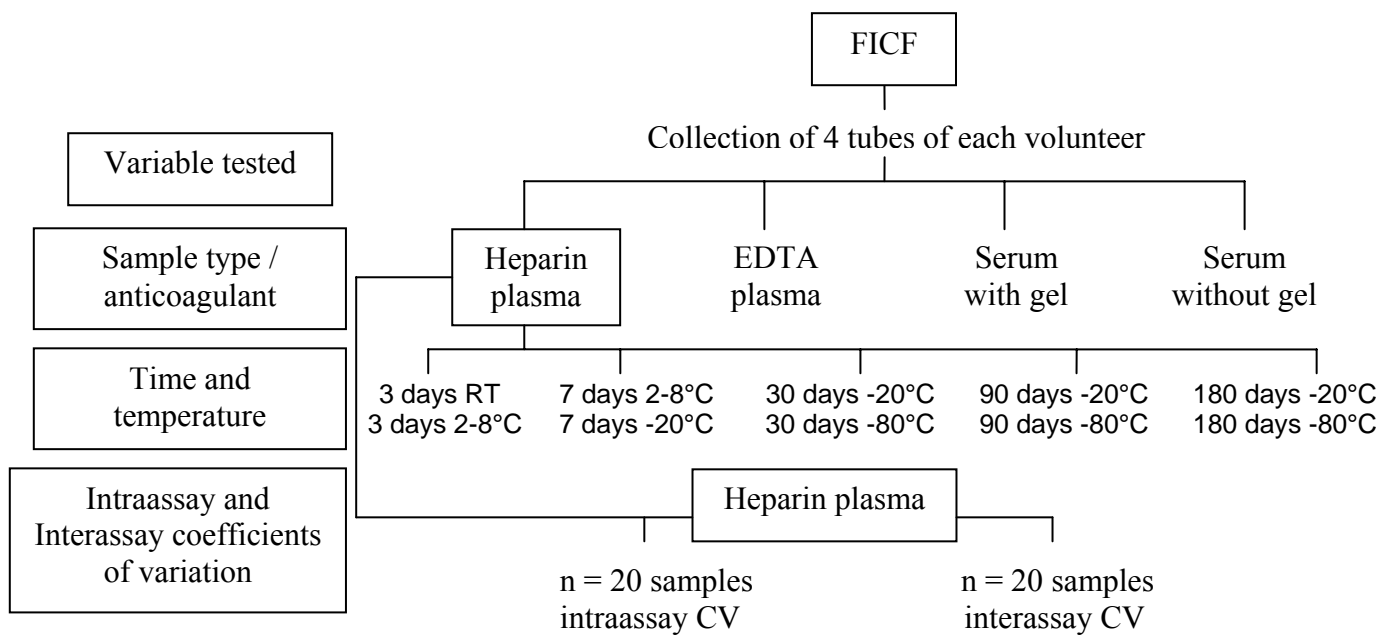 FICF
Collection of 4 tubes of each volunteer
Variable tested
Sample type /
anticoagulant
Heparin
plasma
EDTA
plasma
Serum
with gel
Serum
without gel
Time and
temperature
3 days RT
3 days 2-8°C
7 days 2-8°C
7 days -20°C
30 days -20°C
30 days -80°C
90 days -20°C
90 days -80°C
180 days -20°C
180 days -80°C
Intraassay and
Interassay coefficients
of variation
Heparin plasma
n = 20 samples
intraassay CV
n = 20 samples
interassay CV